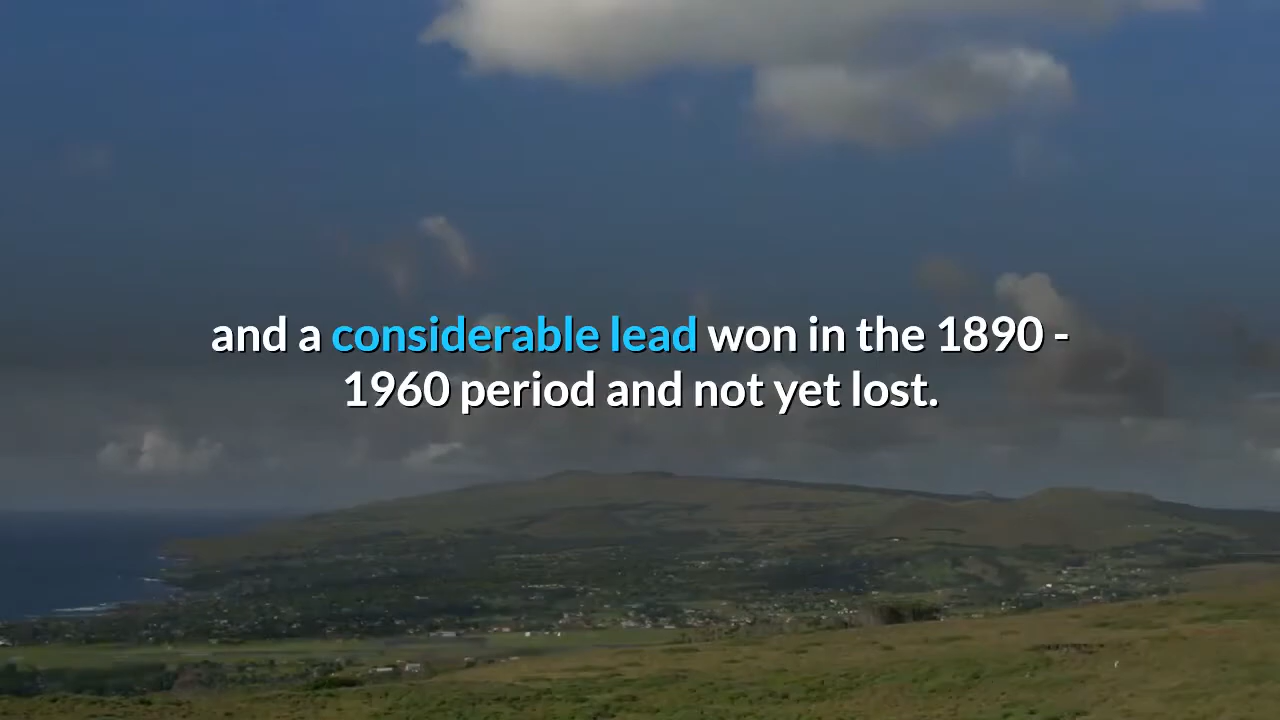 and a considerable lead won in the 1890 -
1960 period and not yet lost.